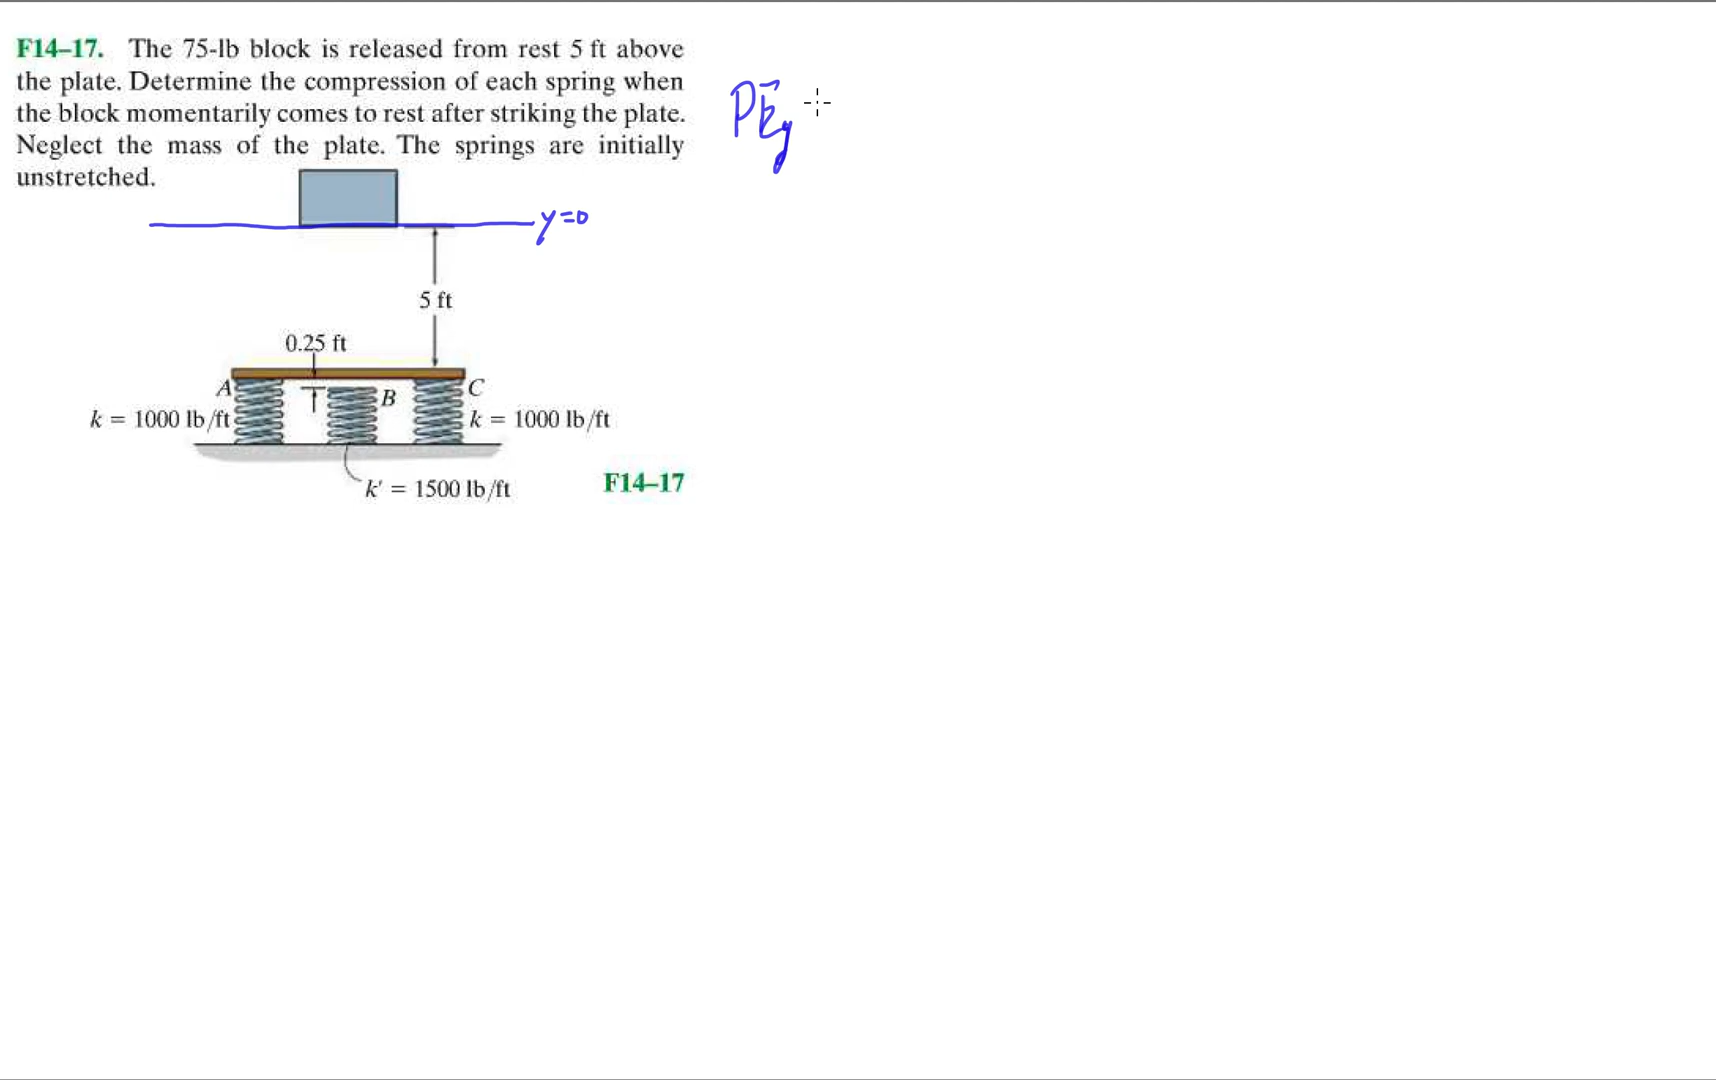 F14–17. The 75-lb block is released from rest 5 ft above
the plate. Determine the compression of each spring when
the block momentarily comes to rest after striking the plate.
Neglect the mass of the plate. The springs are initially
unstretched.
PEg
y=0
5 ft
0.25 ft
A
B
C
k = 1000 lb/ft
k = 1000 lb/ft
k' = 1500 lb/ft
F14–17